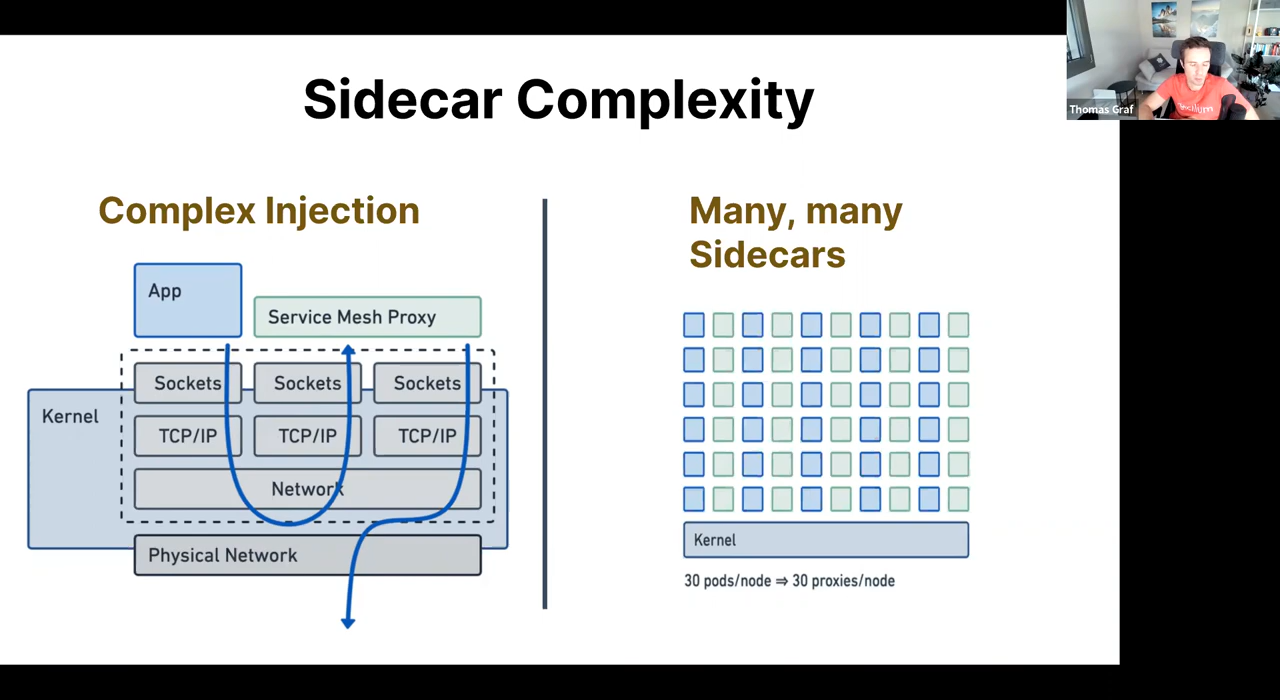 Sidecar Complexity
Thomas Graf
Complex Injection
App
Service Mesh Proxy
Sockets
Sockets
Sockets
Kernel
TCP/IP
TCP/IP
TCP/IP
Network
Physical Network
Many, many
Sidecars
Kernel
30 pods/node ⇒ 30 proxies/node